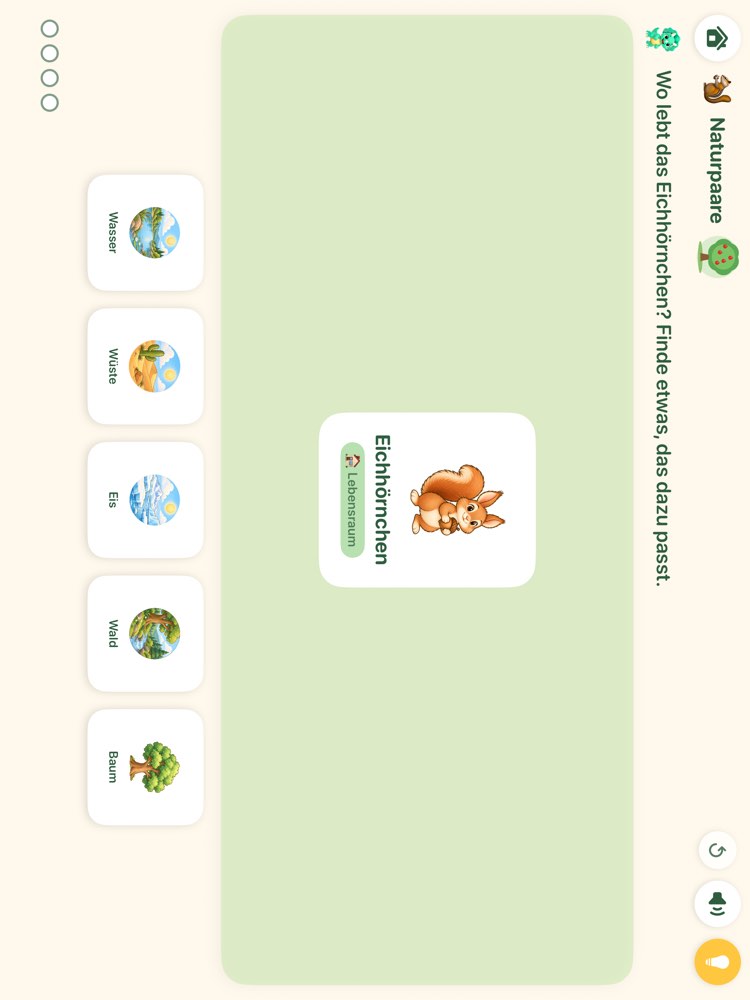 Naturpaare
Wo lebt das Eichhörnchen? Finde etwas, das dazu passt.
Eichhörnchen
Lebensraum
Wasser
Wüste
Eis
Wald
Baum